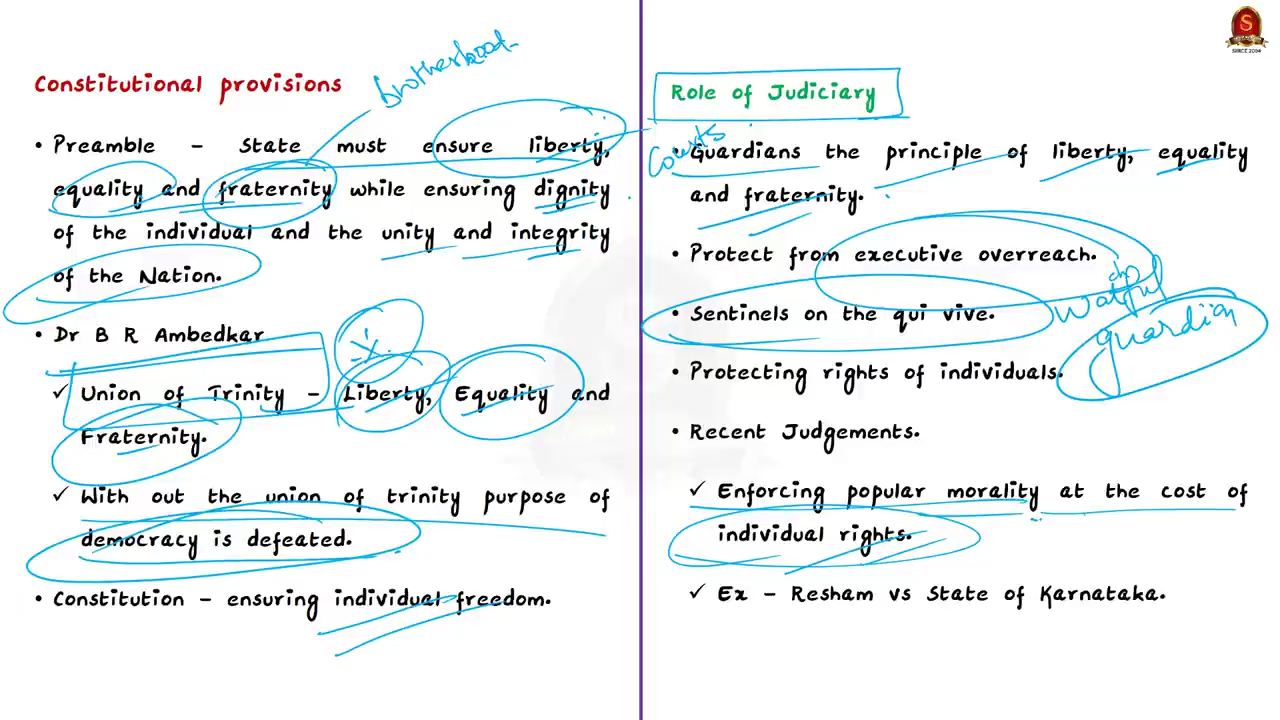 Constitutional provisions
brotherhood
• Preamble - State must ensure liberty,
equality and fraternity while ensuring dignity
of the individual and the unity and integrity
of the Nation.
• Dr B R Ambedkar
✓ Union of Trinity - Liberty, Equality and
Fraternity.
✓ With out the union of trinity purpose of
democracy is defeated.
• Constitution - ensuring individual freedom.
S
SINCE 2004
Role of Judiciary
Courts
• Guardians the principle of liberty, equality
and fraternity.
• Protect from executive overreach.
• Sentinels on the qui vive.
guardian
• Protecting rights of individuals.
• Recent Judgements.
✓ Enforcing popular morality at the cost of
individual rights.
✓ Ex - Resham vs State of Karnataka.